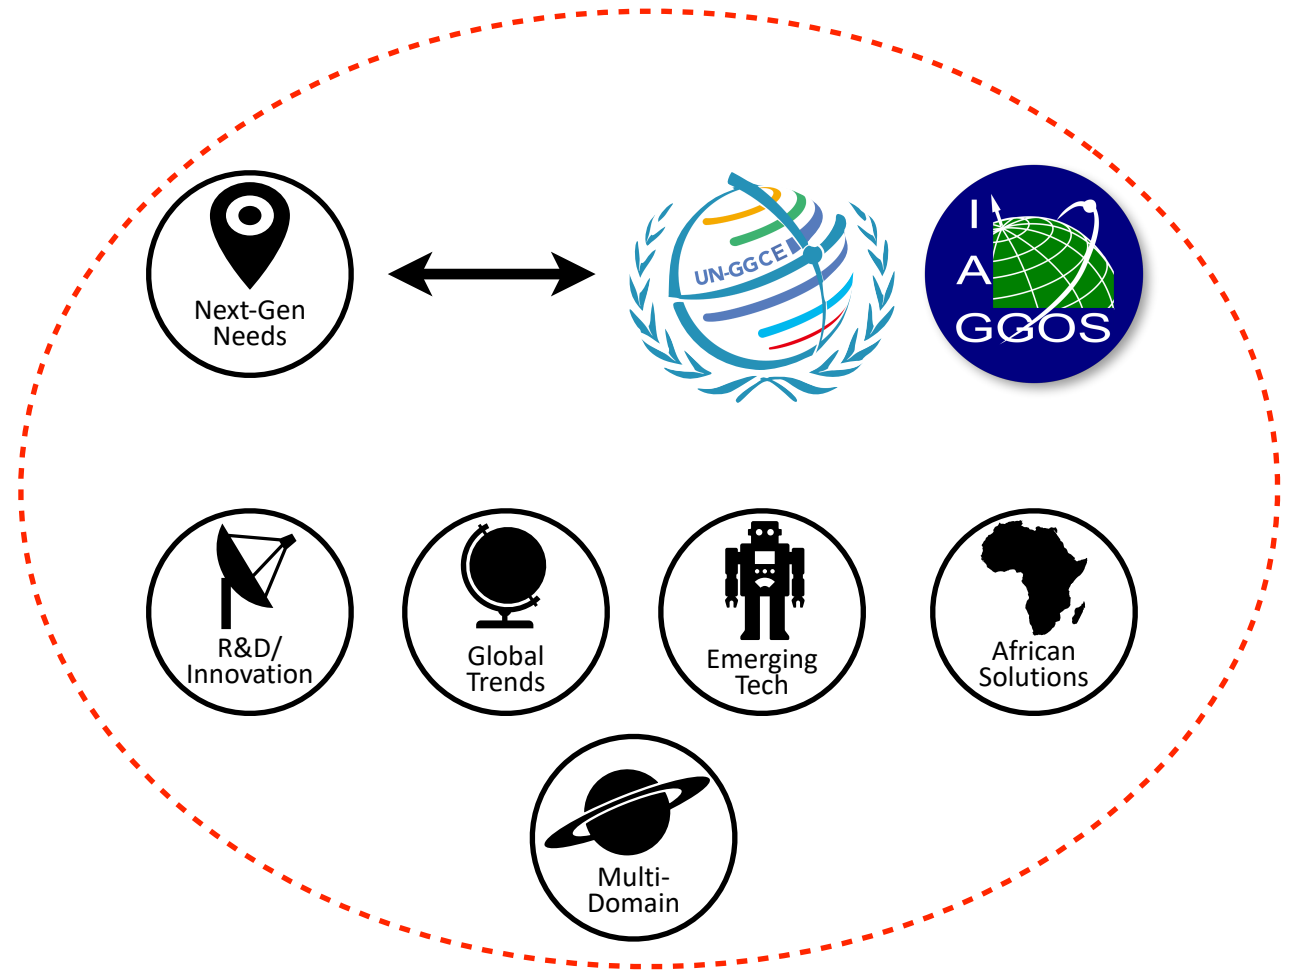 Next-Gen
Needs
UN-GGCE
I
A
GGOS
R&D/
Innovation
Global
Trends
Emerging
Tech
African
Solutions
Multi-
Domain